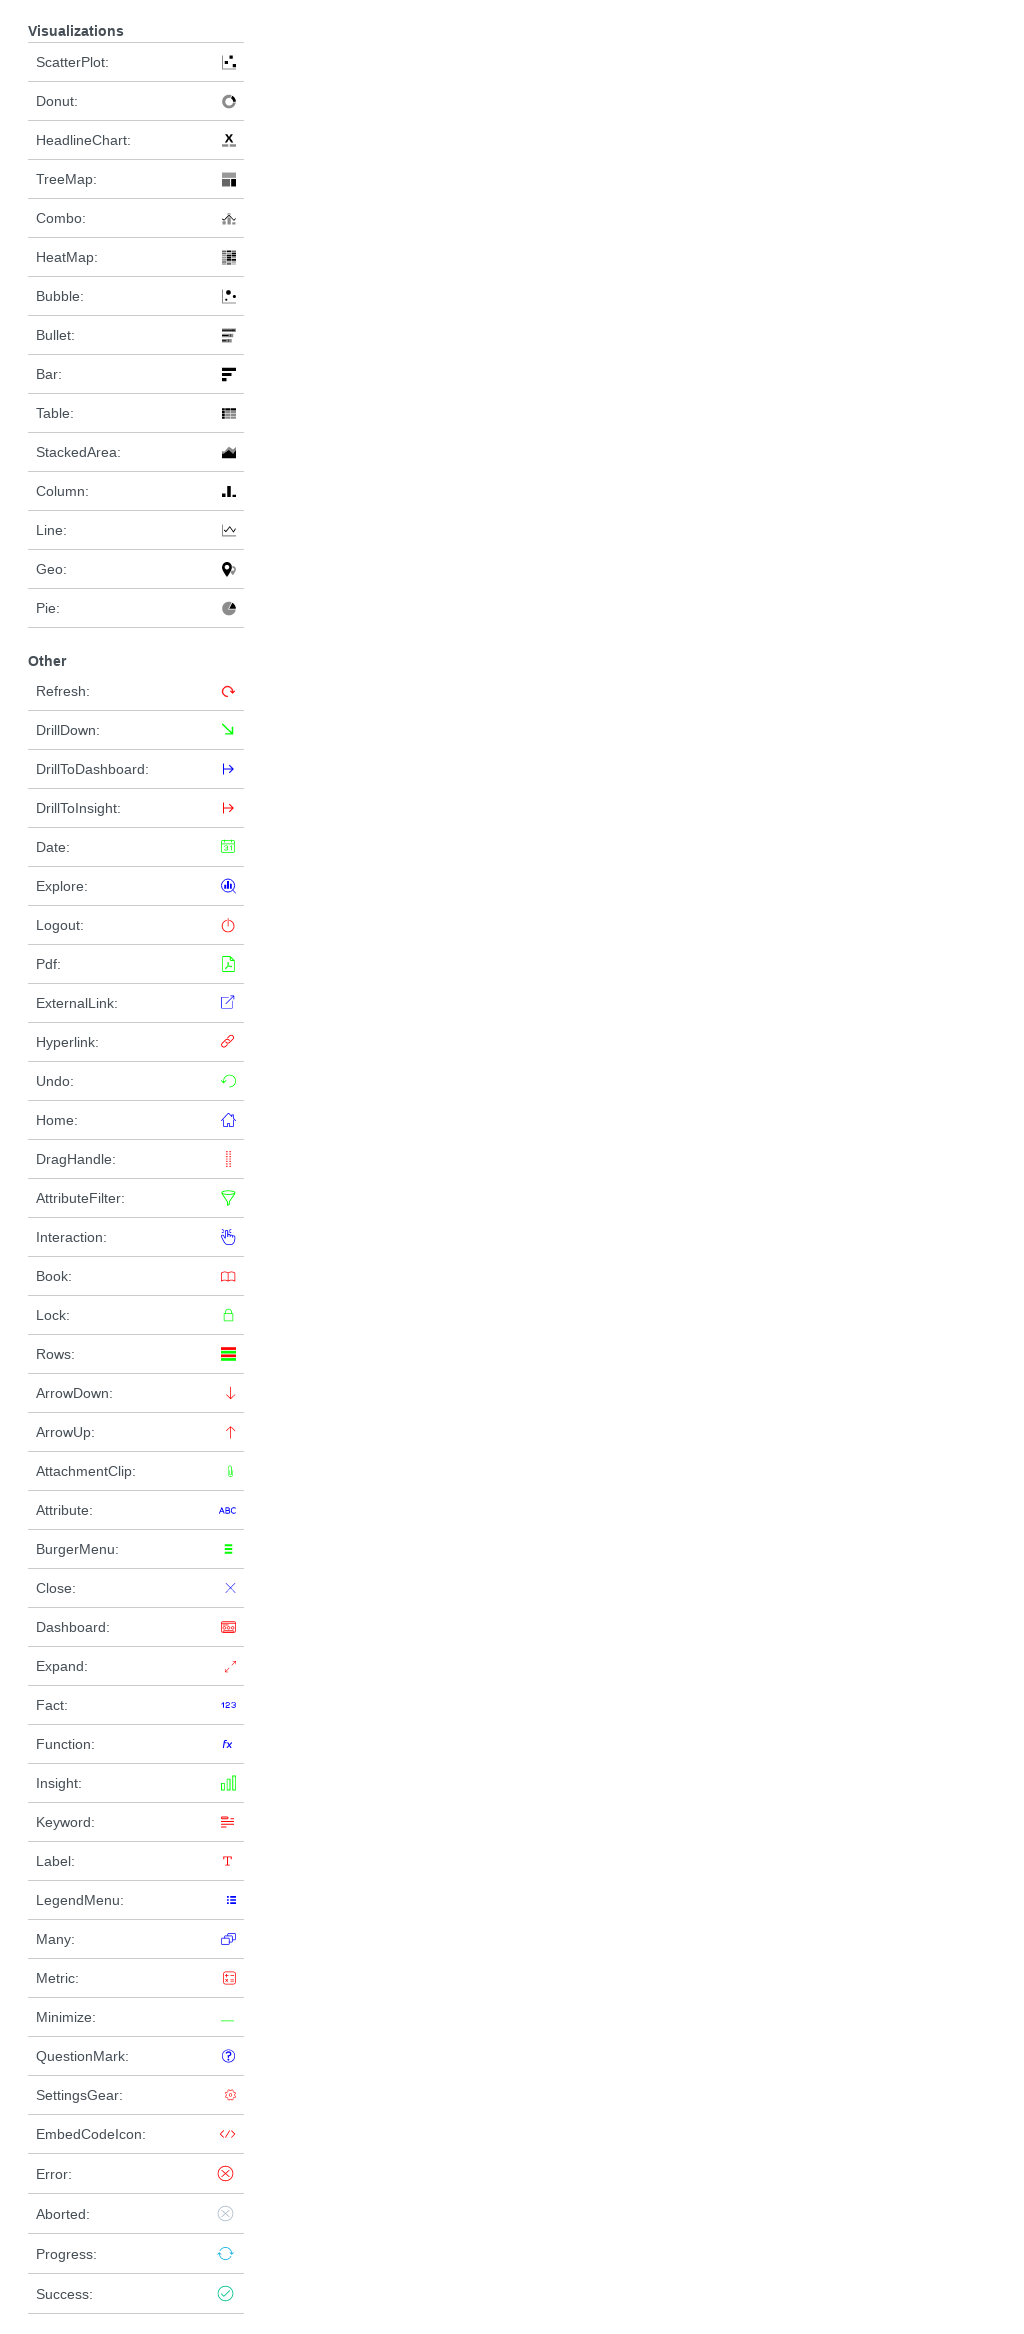 Visualizations
ScatterPlot:
Donut:
HeadlineChart:
TreeMap:
Combo:
HeatMap:
Bubble:
Bullet:
Bar:
Table:
StackedArea:
Column:
Line:
Geo:
Pie:
Other
Refresh:
DrillDown:
DrillToDashboard:
DrillToInsight:
Date:
Explore:
Logout:
Pdf:
ExternalLink:
Hyperlink:
Undo:
Home:
DragHandle:
AttributeFilter:
Interaction:
Book:
Lock:
Rows:
ArrowDown:
ArrowUp:
AttachmentClip:
Attribute: ABC
BurgerMenu:
Close:
Dashboard:
Expand:
Fact: 123
Function: fx
Insight:
Keyword:
Label: T
LegendMenu:
Many:
Metric:
Minimize:
QuestionMark: ?
SettingsGear:
EmbedCodeIcon: </>
Error:
Aborted:
Progress:
Success: